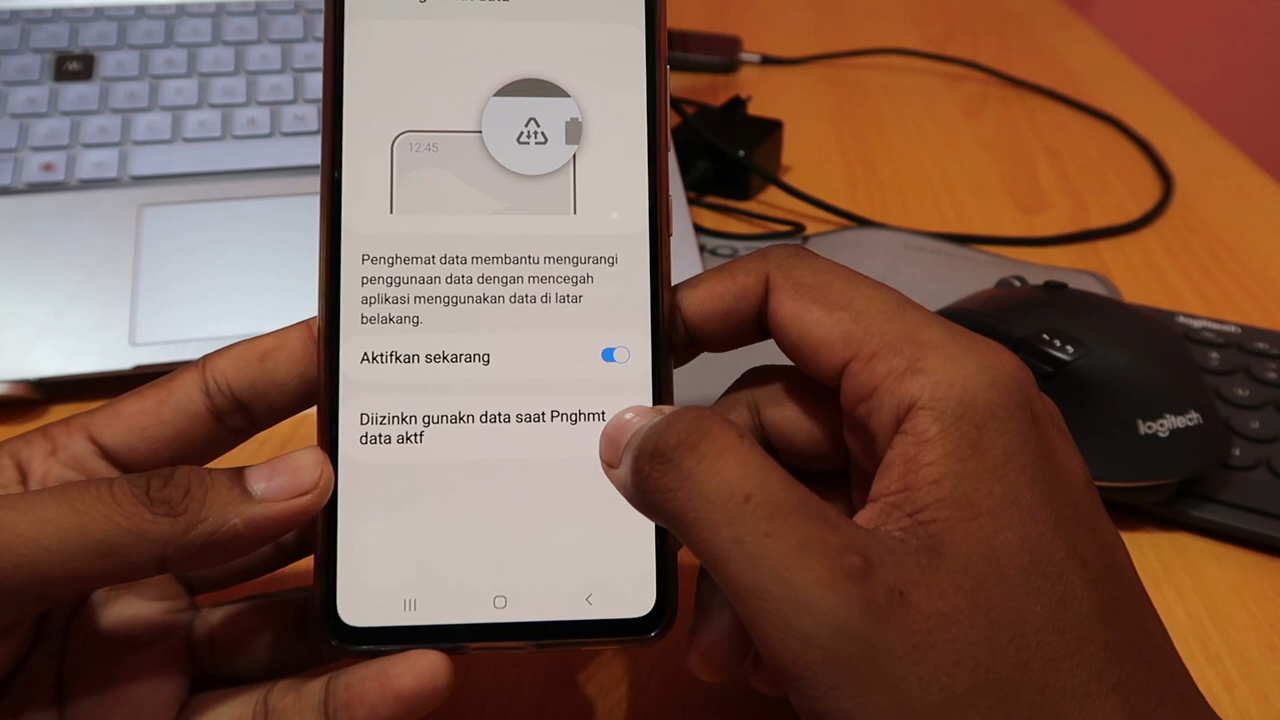 12:45
Penghemat data membantu mengurangi
penggunaan data dengan mencegah
aplikasi menggunakan data di latar
belakang.
Aktifkan sekarang
Diizinkn gunakn data saat Pnghmt
data aktf
logitech
logitech